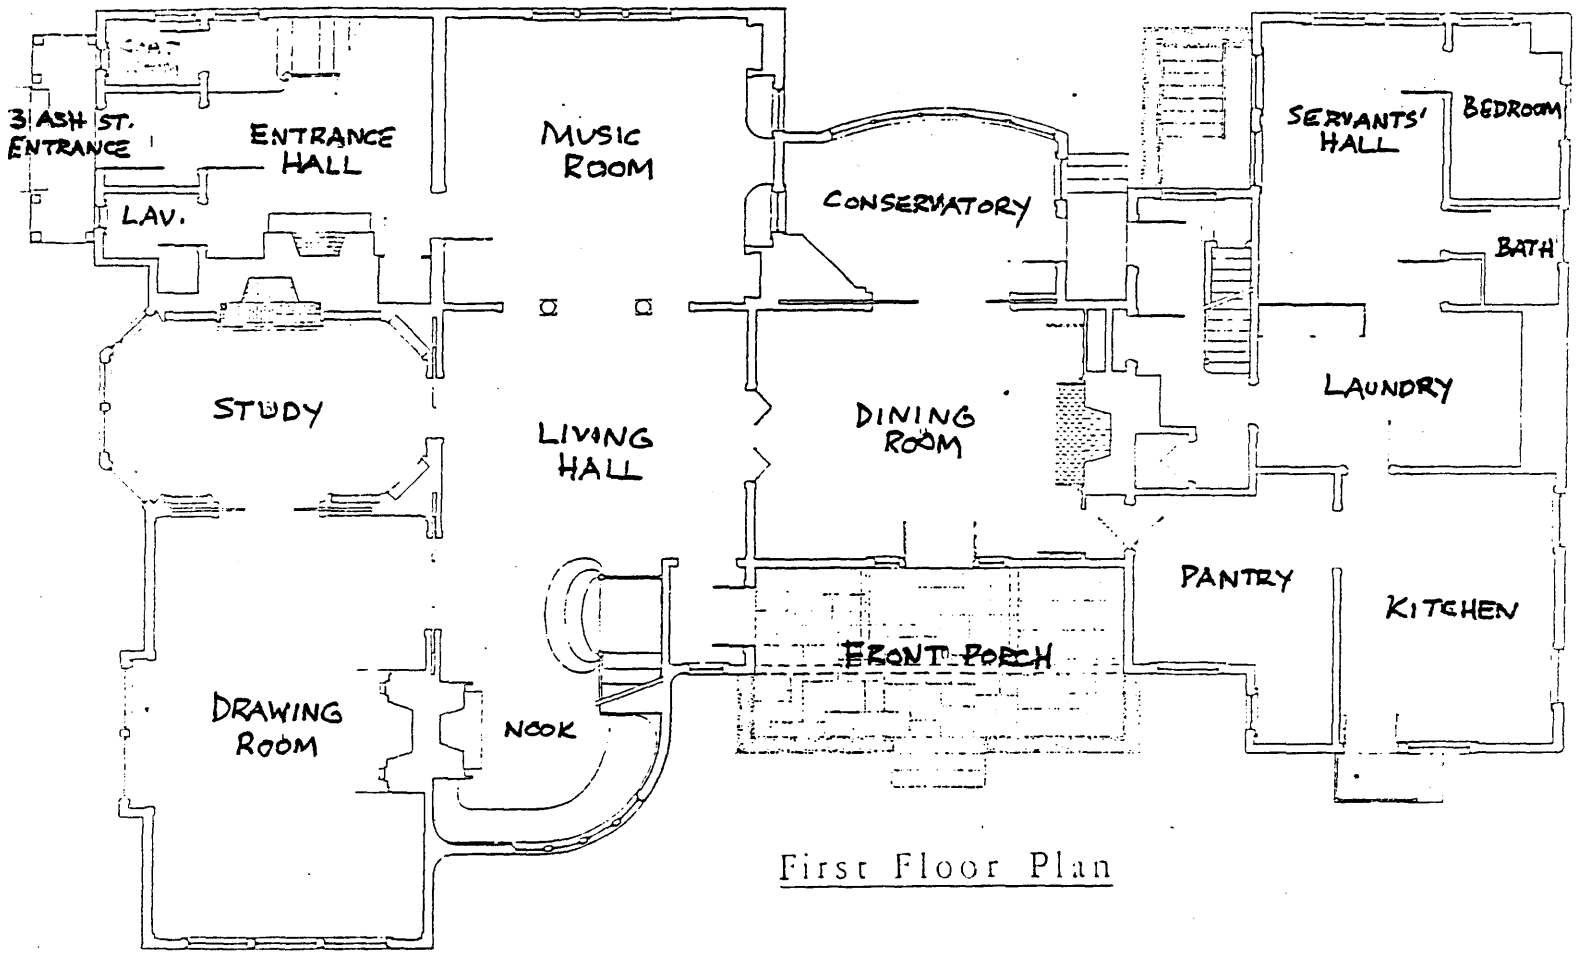 COAT
3 ASH ST.
ENTRANCE
ENTRANCE
HALL
LAV.
MUSIC
ROOM
CONSERVATORY
SERVANTS'
HALL
BEDROOM
BATH
STUDY
LIVING
HALL
DINING
ROOM
LAUNDRY
PANTRY
KITCHEN
FRONT PORCH
DRAWING
ROOM
NOOK
First Floor Plan